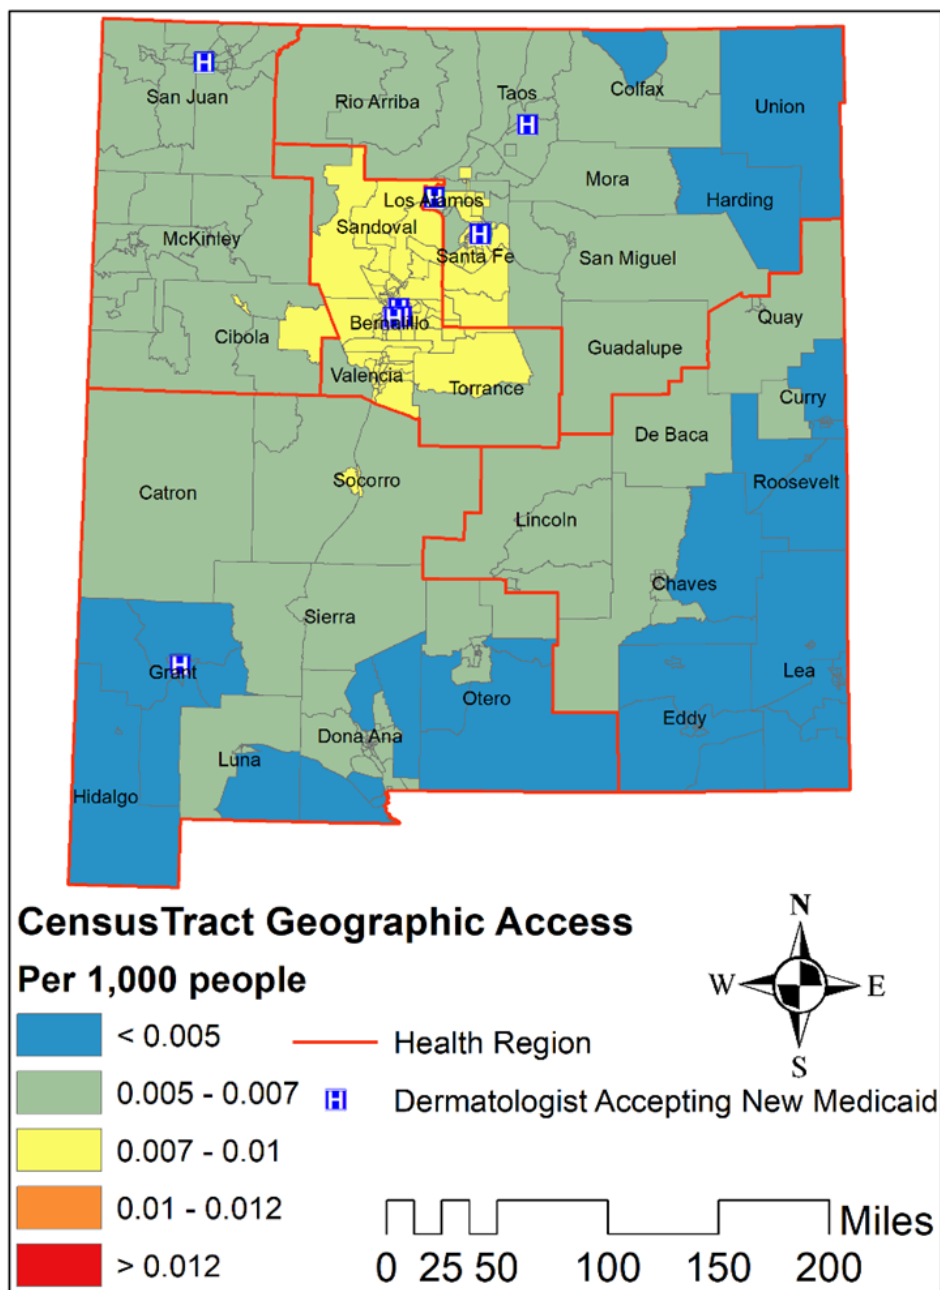 H
San Juan
Rio Arriba
Taos
H
Colfax
Union
Mora
Harding
Los Alamos
H
McKinley
Sandoval
H
Santa Fe
San Miguel
Cibola
H
Bernalillo
Quay
Guadalupe
Valencia
Torrance
Curry
De Baca
Catron
Socorro
Roosevelt
Lincoln
Chaves
Sierra
H
Grant
Otero
Lea
Eddy
Dona Ana
Luna
Hidalgo
CensusTract Geographic Access
Per 1,000 people
< 0.005
0.005 - 0.007
0.007 - 0.01
0.01 - 0.012
> 0.012
Health Region
H Dermatologist Accepting New Medicaid
N
W E
S
Miles
0 25 50 100 150 200